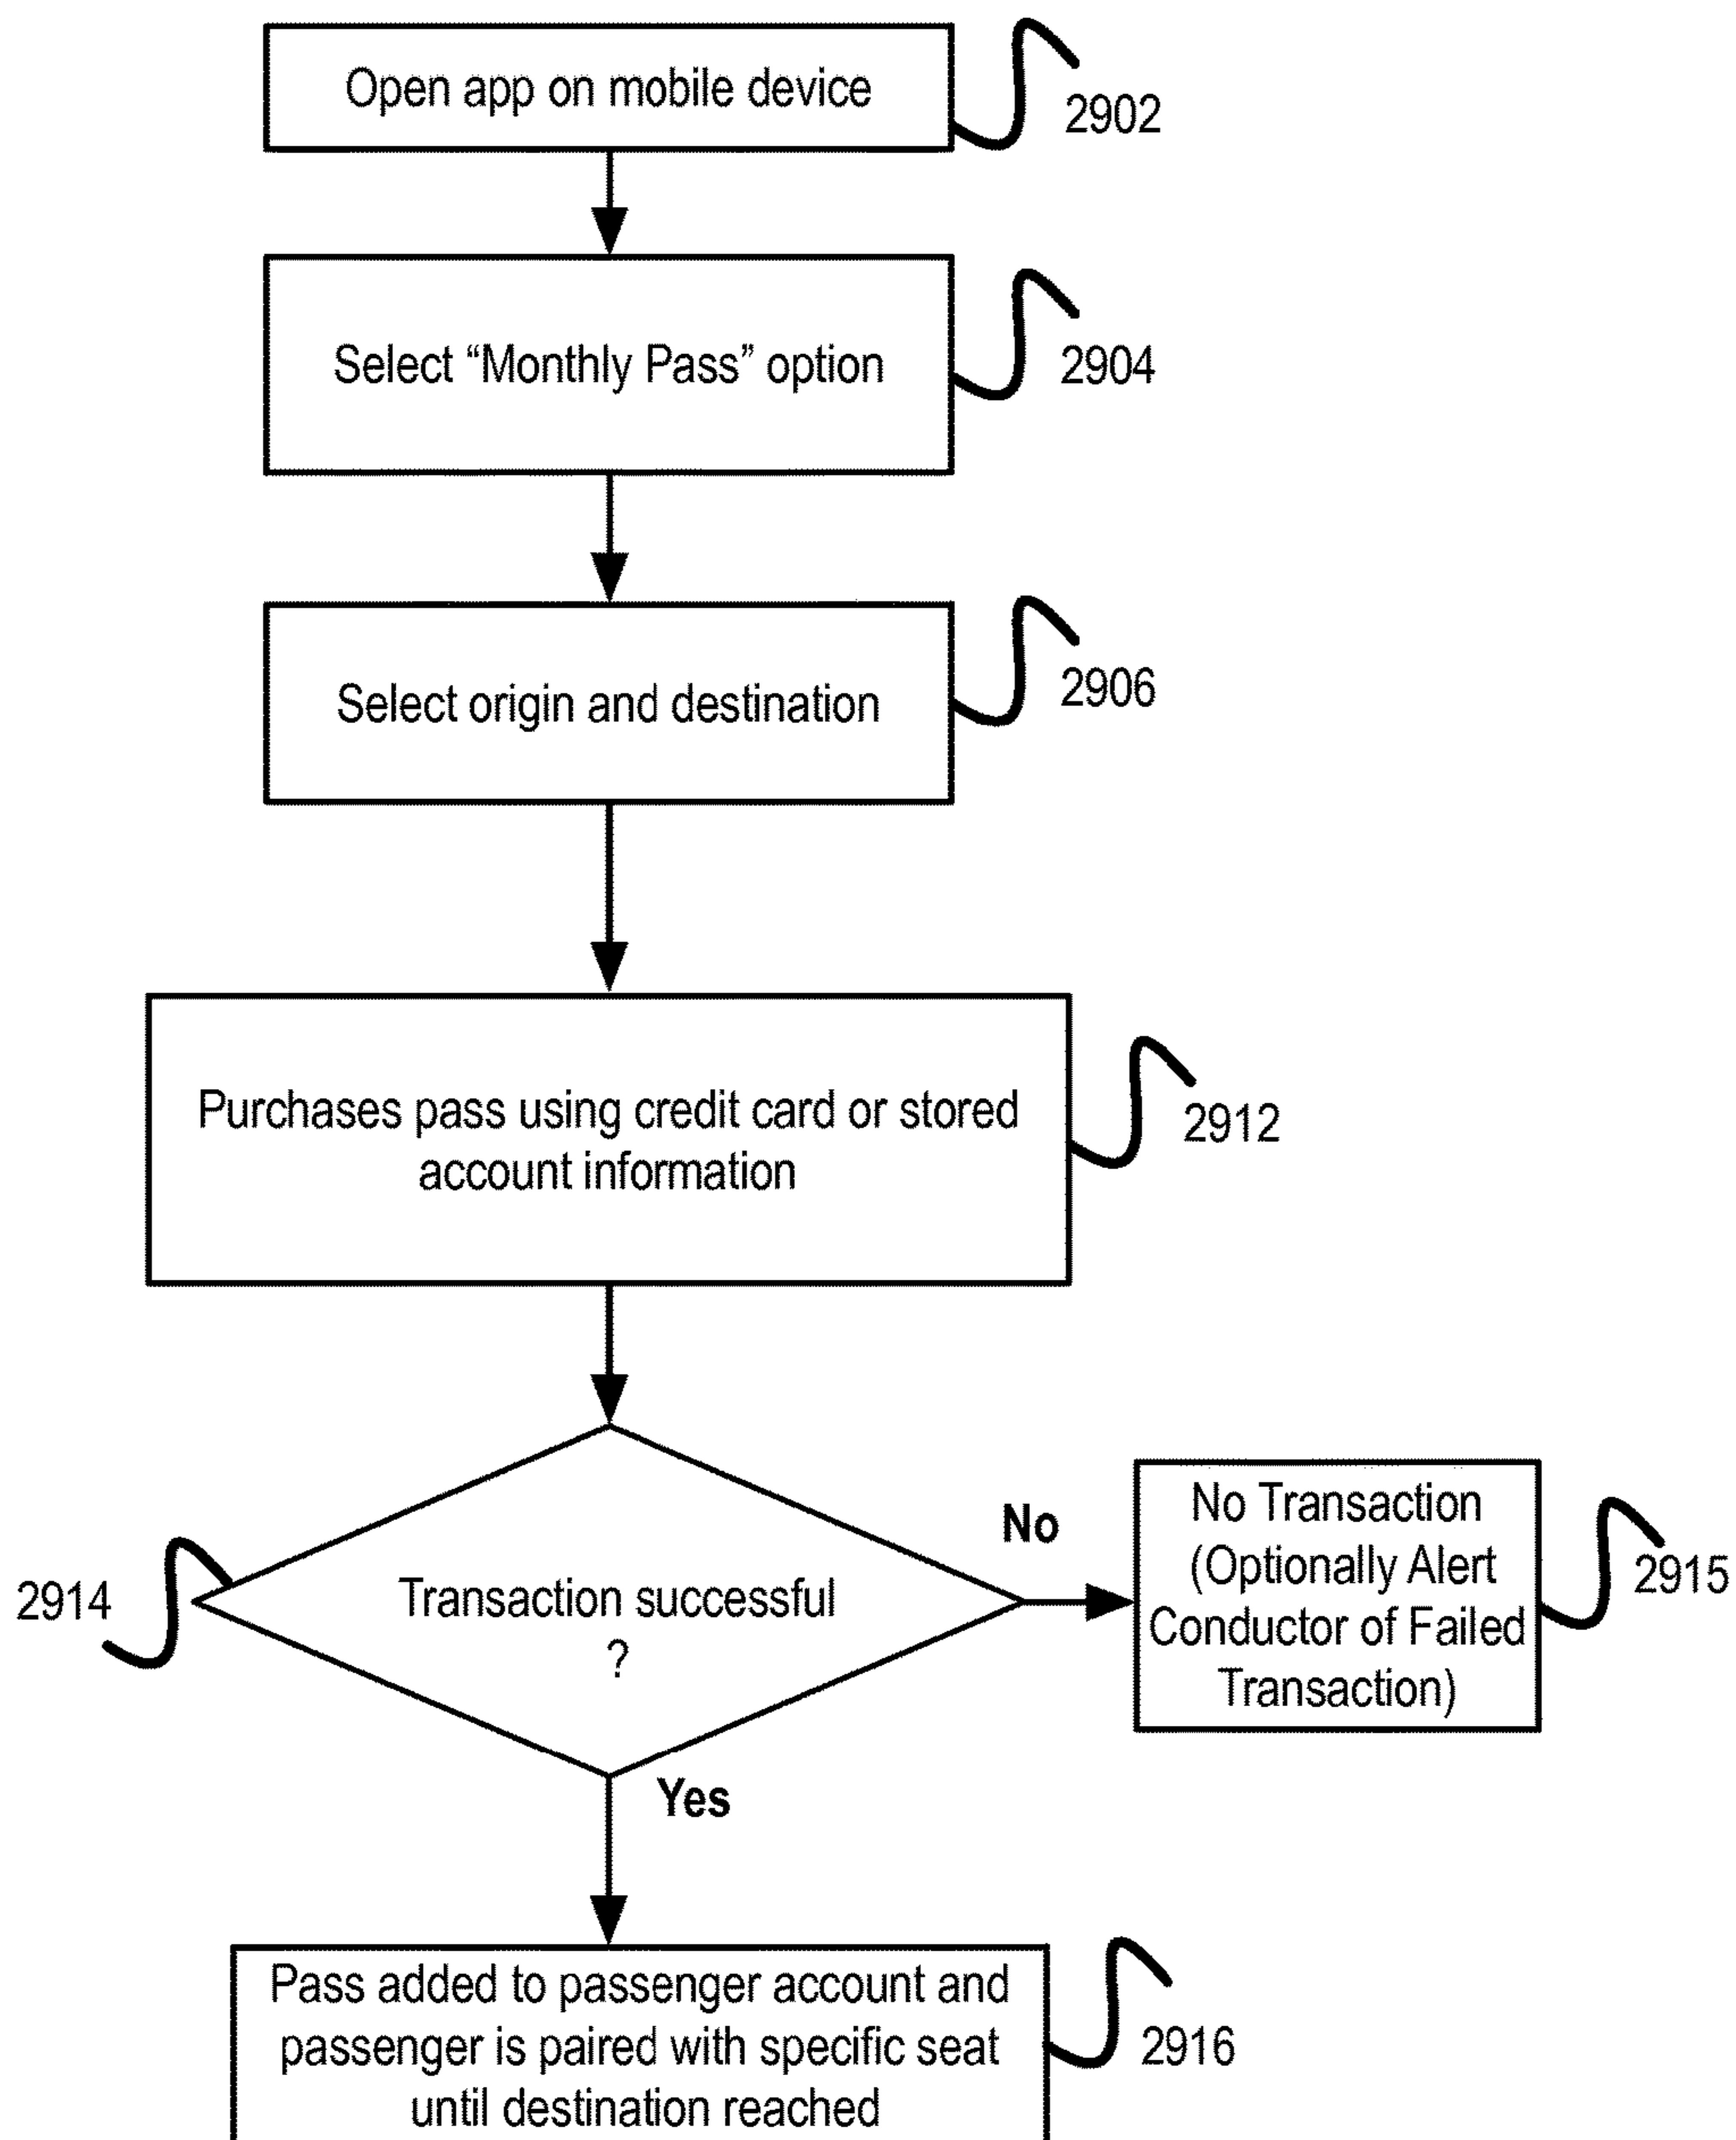 Open app on mobile device
2902
Select “Monthly Pass” option
2904
Select origin and destination
2906
Purchases pass using credit card or stored
account information
2912
Transaction successful
?
2914
No
No Transaction
(Optionally Alert
Conductor of Failed
Transaction)
2915
Yes
Pass added to passenger account and
passenger is paired with specific seat
until destination reached
2916